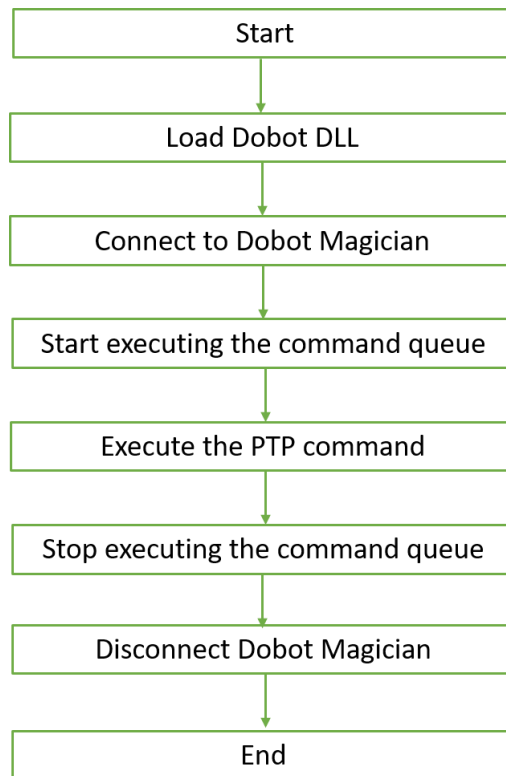 Start
Load Dobot DLL
Connect to Dobot Magician
Start executing the command queue
Execute the PTP command
Stop executing the command queue
Disconnect Dobot Magician
End